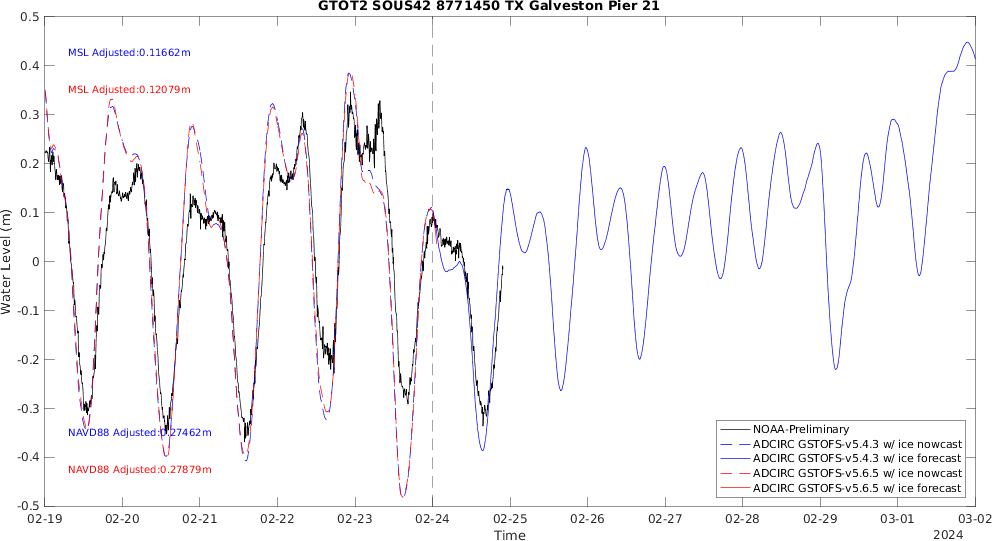 GTOT2 SOUS42 8771450 TX Galveston Pier 21
0.5
0.4
0.3
0.2
0.1
0
-0.1
-0.2
-0.3
-0.4
-0.5
Water Level (m)
MSL Adjusted:0.11662m
MSL Adjusted:0.12079m
NAVD88 Adjusted:0.27462m
NAVD88 Adjusted:0.27879m
NOAA-Preliminary
ADCIRC GSTOFS-v5.4.3 w/ ice nowcast
ADCIRC GSTOFS-v5.4.3 w/ ice forecast
ADCIRC GSTOFS-v5.6.5 w/ ice nowcast
ADCIRC GSTOFS-v5.6.5 w/ ice forecast
02-19 02-20 02-21 02-22 02-23 02-24 02-25 02-26 02-27 02-28 02-29 03-01 03-02
Time
2024